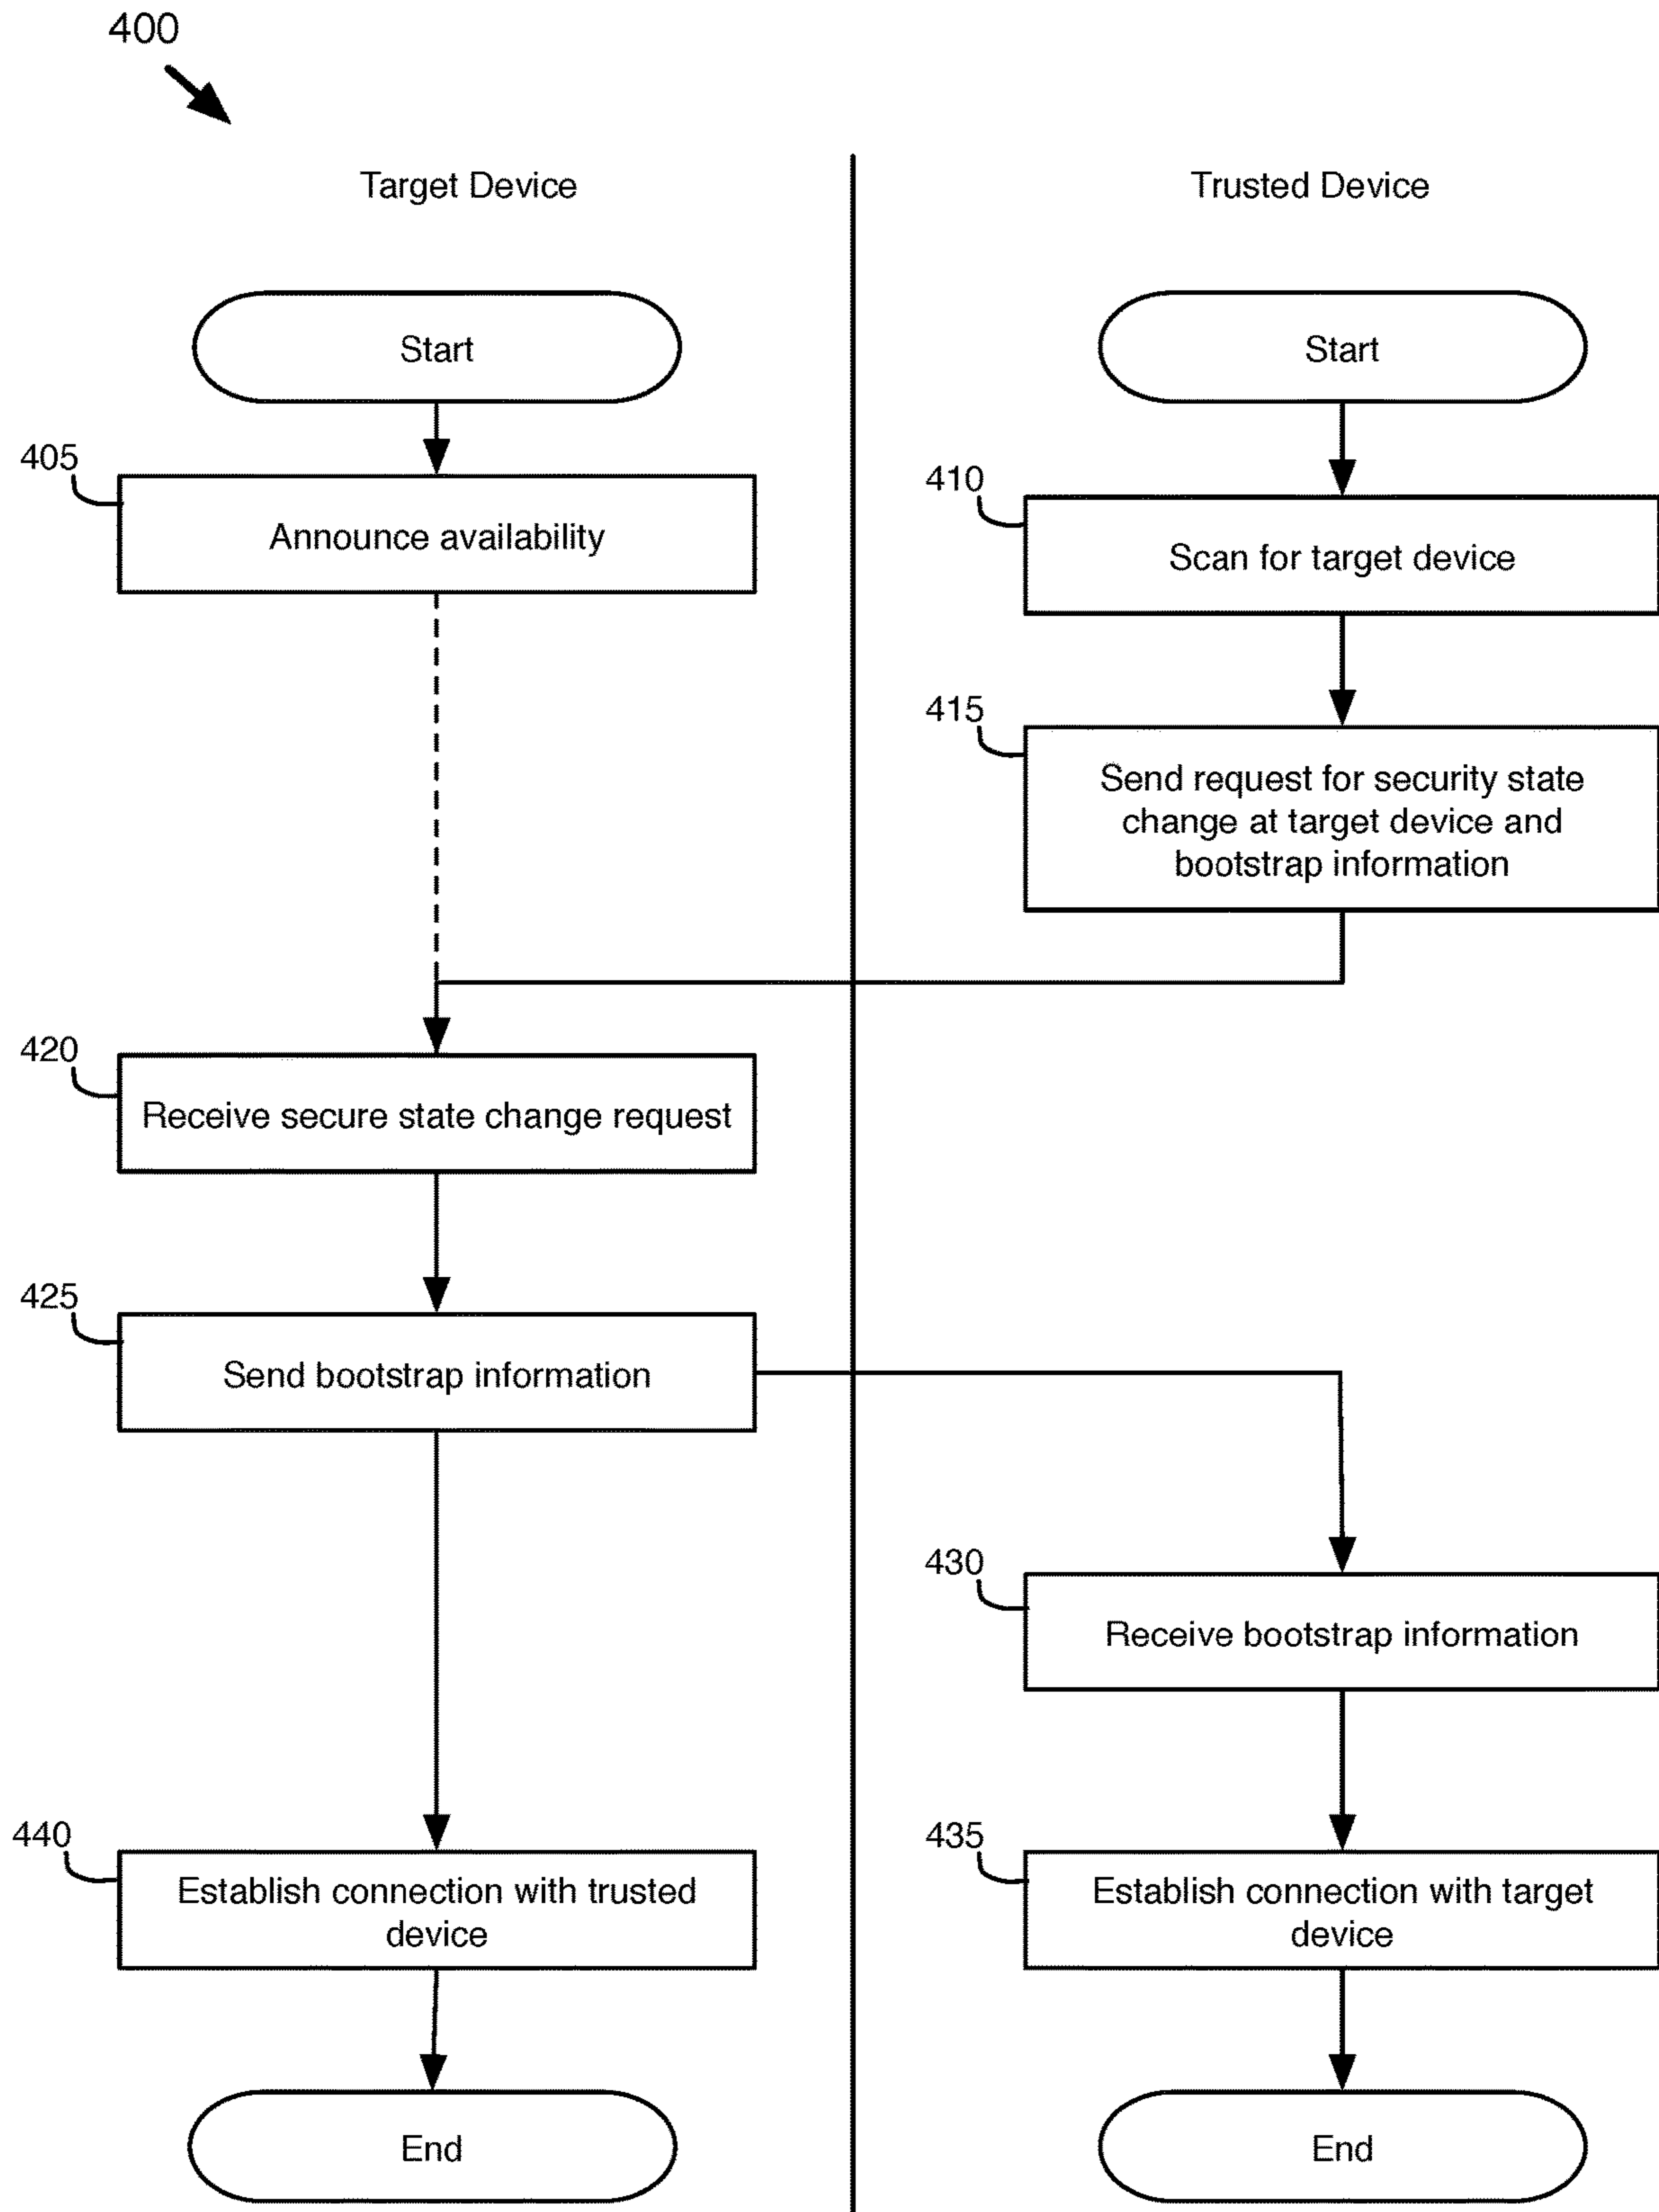 400
Target Device
Trusted Device
Start
Start
405
Announce availability
410
Scan for target device
415
Send request for security state
change at target device and
bootstrap information
420
Receive secure state change request
425
Send bootstrap information
430
Receive bootstrap information
440
Establish connection with trusted
device
435
Establish connection with target
device
End
End